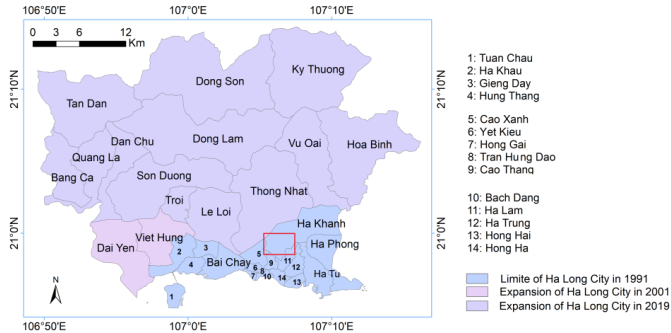 106°50'E 107°0'E 107°10'E
0 3 6 12
Km
21°10'N 21°10'N
Ky Thuong
Dong Son
Tan Dan
Dan Chu Dong Lam Vu Oai Hoa Binh
Quang La
Bang Ca Son Duong Thong Nhat
Troi
Le Loi
21°0'N 21°0'N
Ha Khanh
Viet Hung
Dai Yen Ha Phong
Bai Chay
Ha Tu
2 3 4 5 6 7 8 9 10 11 12 13 14
1
N
106°50'E 107°0'E 107°10'E
1: Tuan Chau
2: Ha Khau
3: Gieng Day
4: Hung Thang
5: Cao Xanh
6: Yet Kieu
7: Hong Gai
8: Tran Hung Dao
9: Cao Thang
10: Bach Dang
11: Ha Lam
12: Ha Trung
13: Hong Hai
14: Hong Ha
Limite of Ha Long City in 1991
Expansion of Ha Long City in 2001
Expansion of Ha Long City in 2019